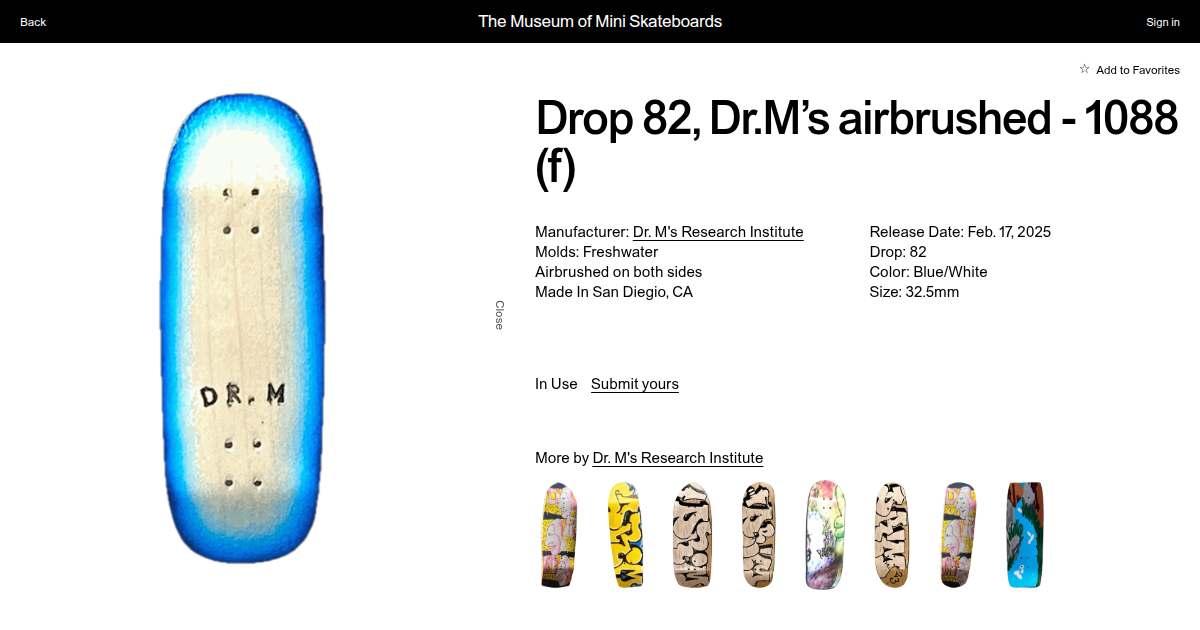 Back
The Museum of Mini Skateboards
Sign in
☆ Add to Favorites
Drop 82, Dr.M’s airbrushed - 1088
(f)
Manufacturer: Dr. M's Research Institute
Molds: Freshwater
Airbrushed on both sides
Made In San Diegio, CA
Release Date: Feb. 17, 2025
Drop: 82
Color: Blue/White
Size: 32.5mm
DR. M
Close
In Use Submit yours
More by Dr. M's Research Institute